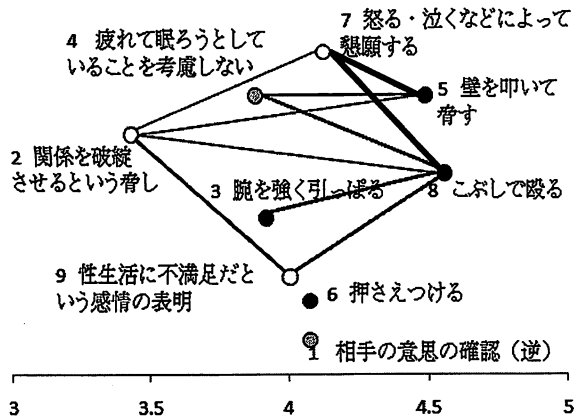 7 怒る・泣くなどによって
懇願する
4 疲れて眠ろうとして
いることを考慮しない
5 壁を叩いて
脅す
2 関係を破綻
させるという脅し
3 腕を強く引っぱる
8 こぶしで殴る
9 性生活に不満足だと
いう感情の表明
6 押さえつける
1 相手の意思の確認（逆）
3 3.5 4 4.5 5